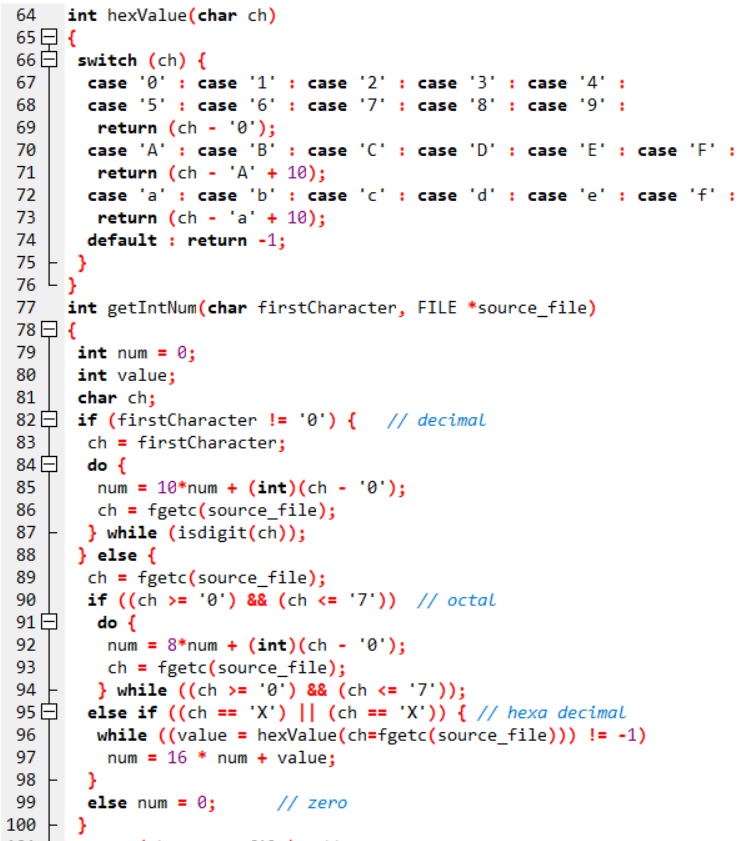 64 int hexValue(char ch)
65 {
66 switch (ch) {
67 case '0' : case '1' : case '2' : case '3' : case '4' :
68 case '5' : case '6' : case '7' : case '8' : case '9' :
69 return (ch - '0');
70 case 'A' : case 'B' : case 'C' : case 'D' : case 'E' : case 'F' :
71 return (ch - 'A' + 10);
72 case 'a' : case 'b' : case 'c' : case 'd' : case 'e' : case 'f' :
73 return (ch - 'a' + 10);
74 default : return -1;
75 }
76 }
77 int getIntNum(char firstCharacter, FILE *source_file)
78 {
79 int num = 0;
80 int value;
81 char ch;
82 if (firstCharacter != '0') { // decimal
83 ch = firstCharacter;
84 do {
85 num = 10*num + (int)(ch - '0');
86 ch = fgetc(source_file);
87 } while (isdigit(ch));
88 } else {
89 ch = fgetc(source_file);
90 if ((ch >= '0') && (ch <= '7')) // octal
91 do {
92 num = 8*num + (int)(ch - '0');
93 ch = fgetc(source_file);
94 } while ((ch >= '0') && (ch <= '7'));
95 else if ((ch == 'X') || (ch == 'X')) { // hexa decimal
96 while ((value = hexValue(ch=fgetc(source_file))) != -1)
97 num = 16 * num + value;
98 }
99 else num = 0; // zero
100 }